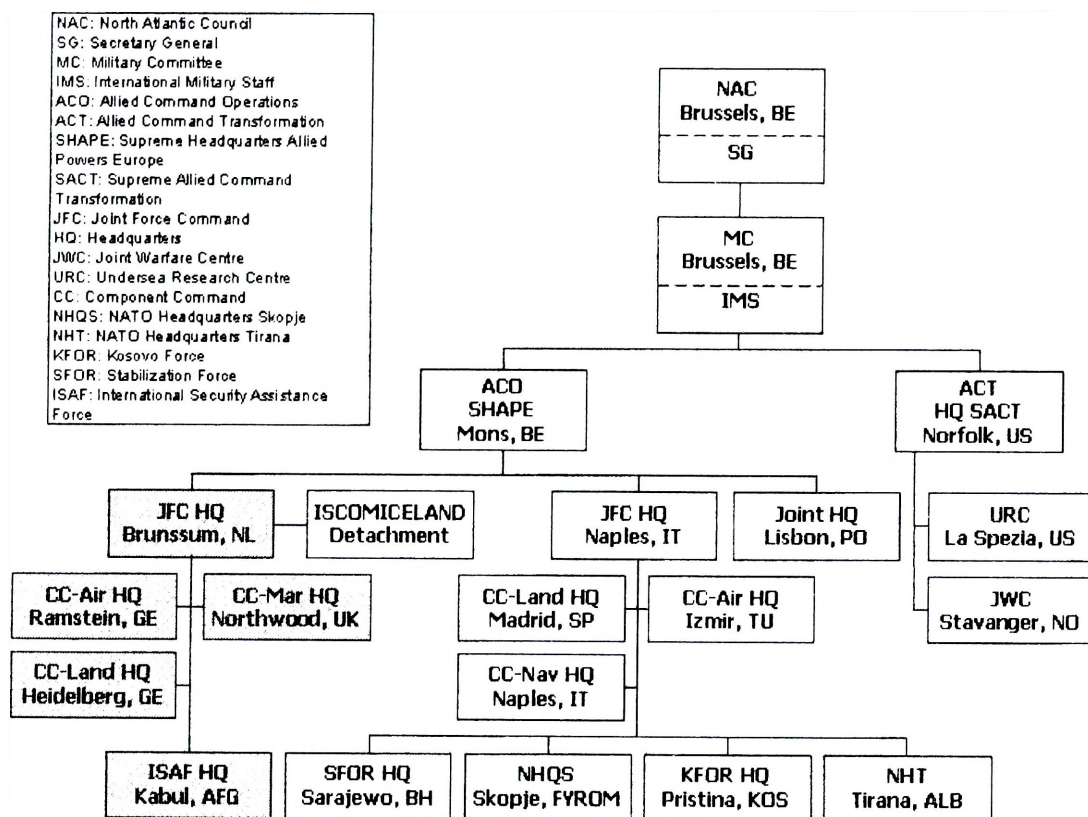 NAC: North Atlantic Council
SG: Secretary General
MC: Military Committee
IMS: International Military Staff
ACO: Allied Command Operations
ACT: Allied Command Transformation
SHAPE: Supreme Headquarters Allied
Powers Europe
SACT: Supreme Allied Command
Transformation
JFC: Joint Force Command
HQ: Headquarters
JWC: Joint Warfare Centre
URC: Undersea Research Centre
CC: Component Command
NHQS: NATO Headquarters Skopje
NHT: NATO Headquarters Tirana
KFOR: Kosovo Force
SFOR: Stabilization Force
ISAF: International Security Assistance
Force
NAC
Brussels, BE
SG
MC
Brussels, BE
IMS
ACO
SHAPE
Mons, BE
ACT
HQ SACT
Norfolk, US
JFC HQ
Brunssum, NL
ISCOMICELAND
Detachment
JFC HQ
Naples, IT
Joint HQ
Lisbon, PO
URC
La Spezla, US
CC-Air HQ
Ramstein, GE
CC-Mar HQ
Northwood, UK
CC-Land HQ
Madrid, SP
CC-Air HQ
Izmir, TU
JWC
Stavanger, NO
CC-Land HQ
Heidelberg, GE
CC-Nav HQ
Naples, IT
ISAF HQ
Kabul, AFG
SFOR HQ
Sarajewo, BH
NHQS
Skopje, FYROM
KFOR HQ
Pristina, KOS
NHT
Tirana, ALB